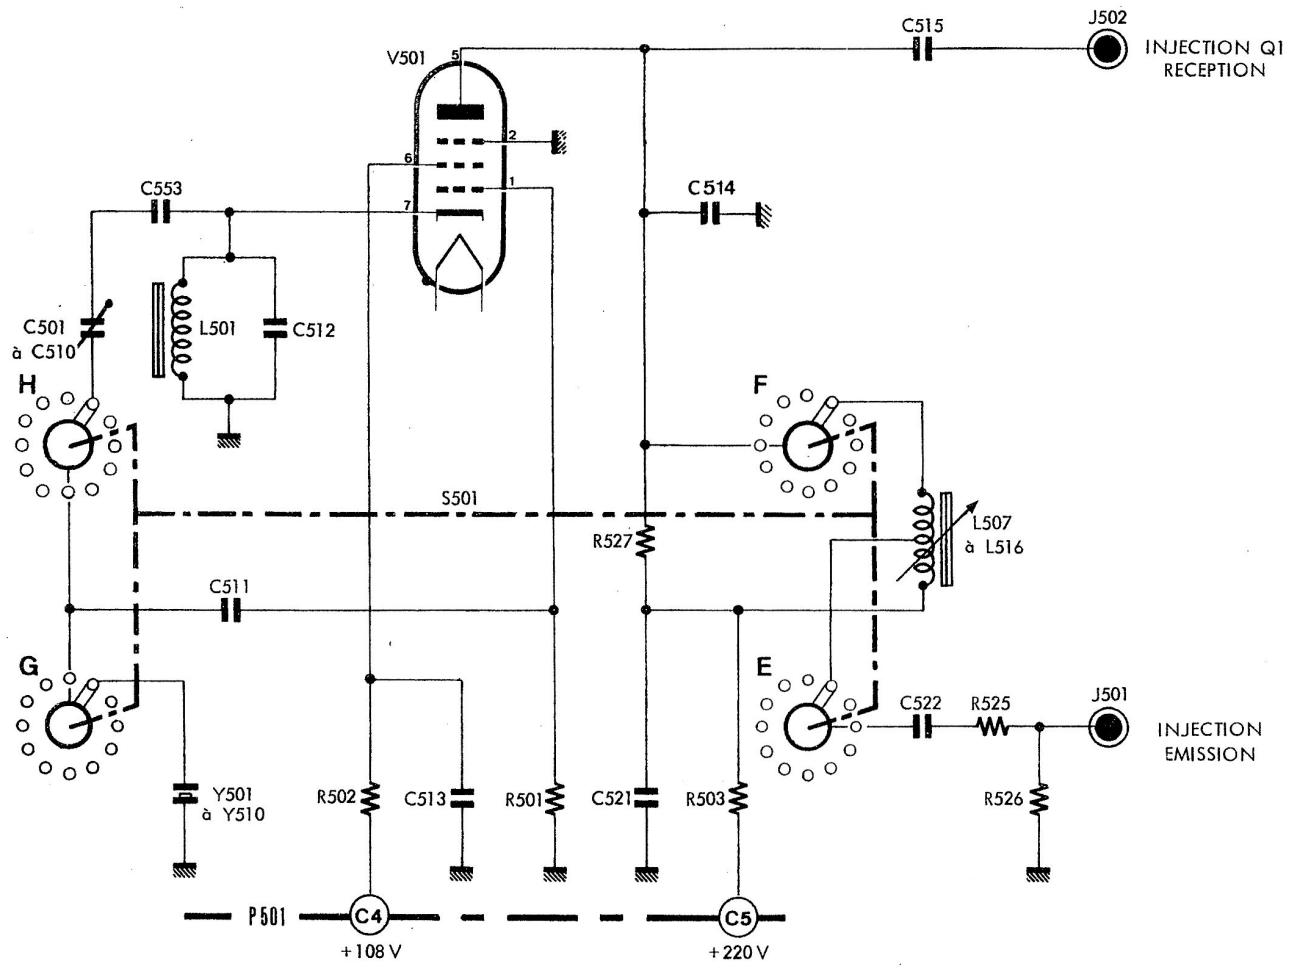 J502
C515
INJECTION Q1
RECEPTION
V501
5
2
6
1
7
C553
C514
C501
à C510
L501
C512
H
F
S501
R527
L507
à L516
C511
G
E
C522
R525
J501
INJECTION
EMISSION
Y501
à Y510
R502
C513
R501
C521
R503
R526
P501
C4
C5
+108 V
+220 V